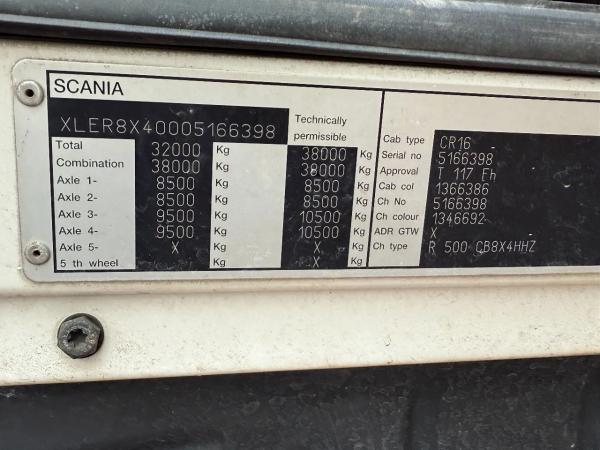 SCANIA
XLER8X40005166398 Technically permissible
Total 32000 Kg 38000 Kg
Combination 38000 Kg 38000 Kg
Axle 1- 8500 Kg 8500 Kg
Axle 2- 8500 Kg 8500 Kg
Axle 3- 9500 Kg 10500 Kg
Axle 4- 9500 Kg 10500 Kg
Axle 5- X Kg X Kg
5 th wheel Kg X Kg
Cab type CR16
Serial no 5166398
Approval T 117 Fh
Cab col 1366386
Ch No 5166398
Ch colour 1346692
ADR GTW X
Ch type R 500 CB8X4HHZ